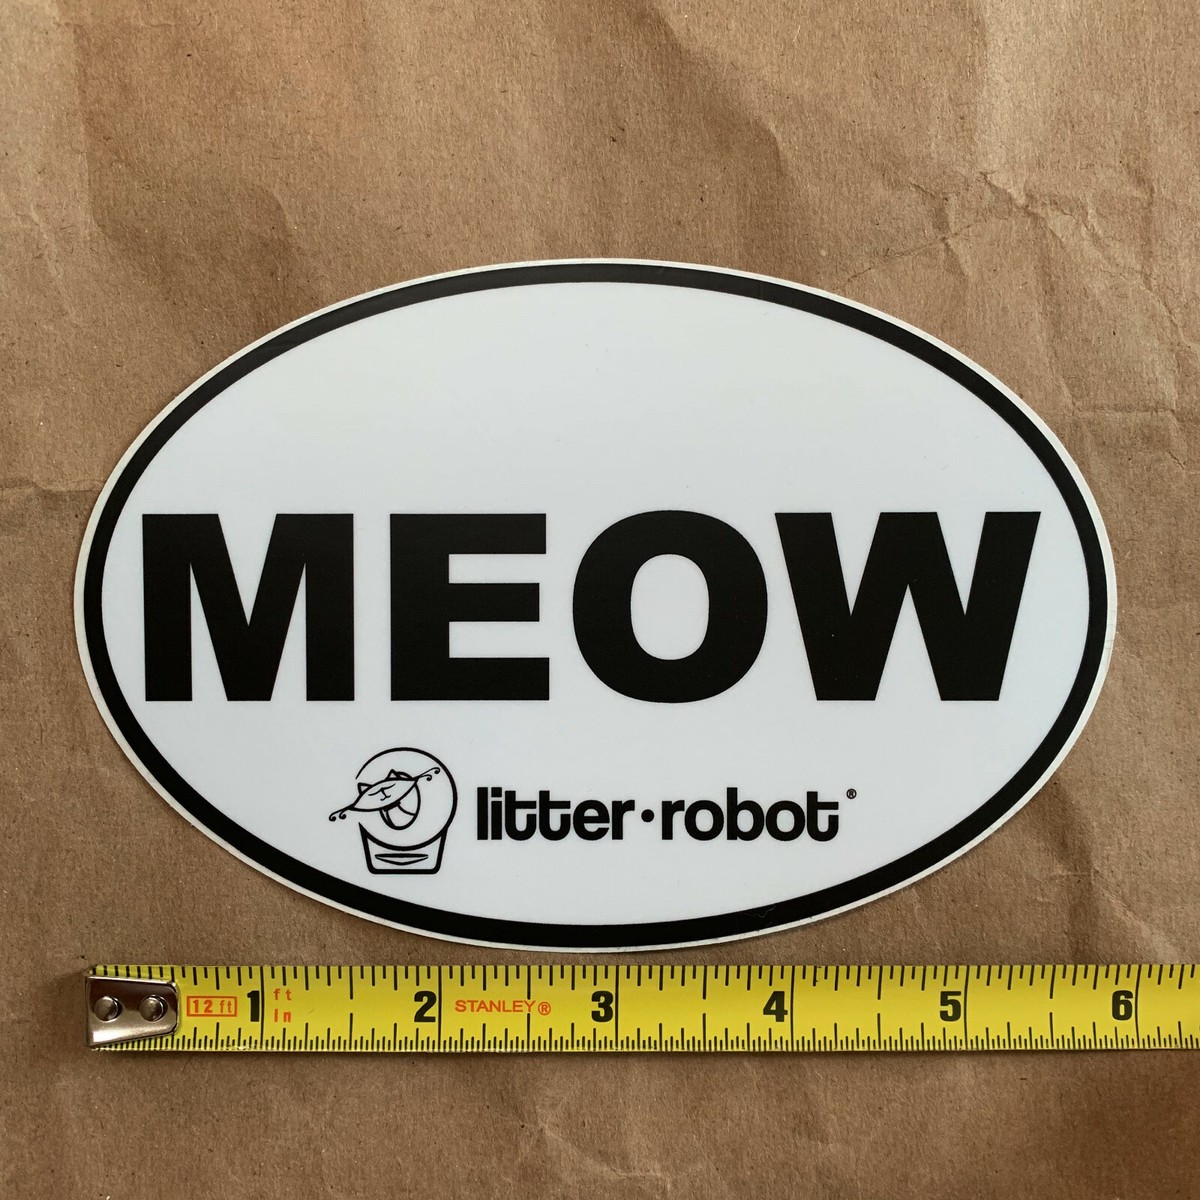 MEOW
litter·robot®
12 ft 1 ft in 2 STANLEY® 3 4 5 6